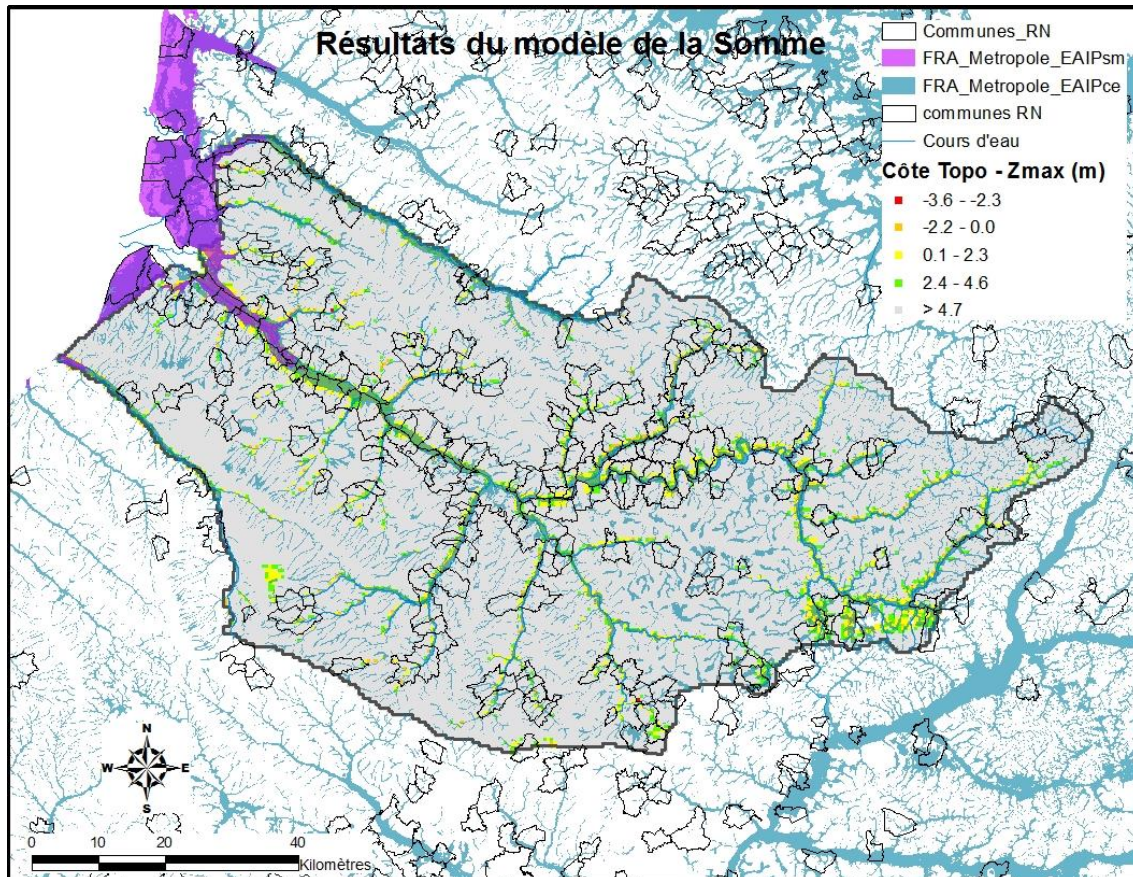 Résultats du modèle de la Somme
Communes_RN
FRA_Metropole_EAIPsm
FRA_Metropole_EAIPce
communes RN
Cours d'eau
Côte Topo - Zmax (m)
-3.6 - -2.3
-2.2 - 0.0
0.1 - 2.3
2.4 - 4.6
> 4.7
N
W E
S
0 10 20 40
Kilomètres